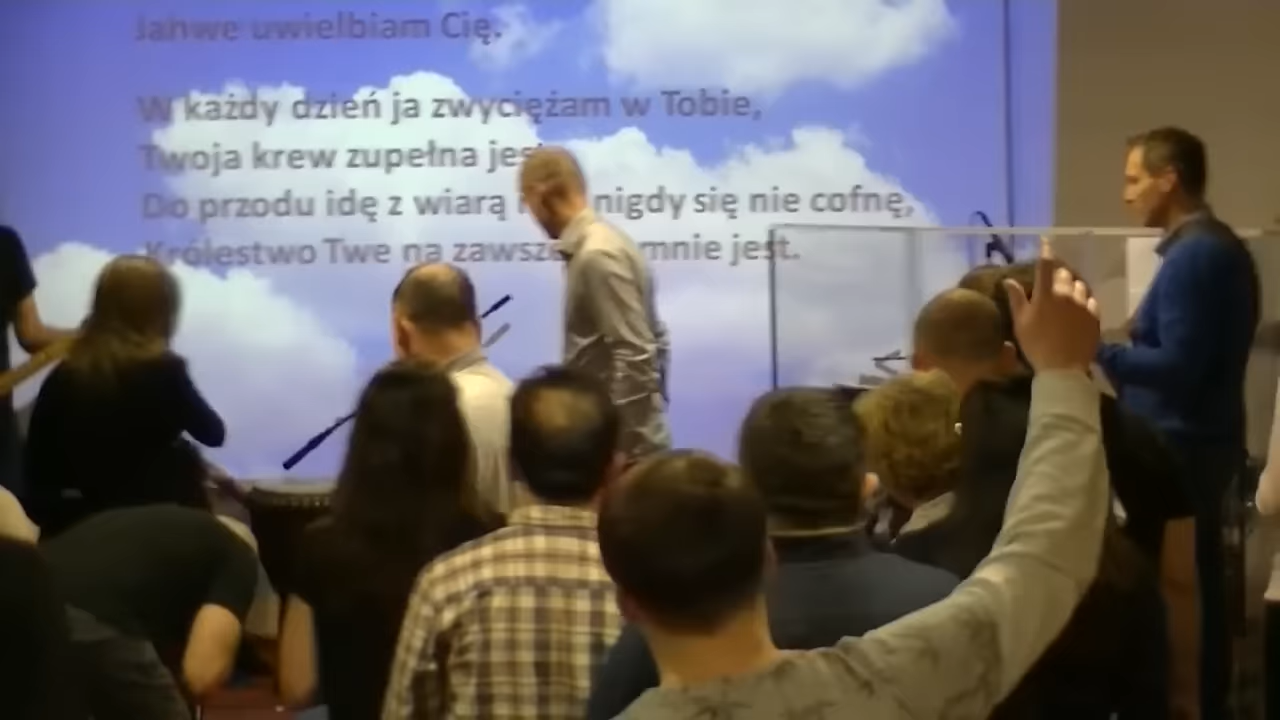 Jahwe uwielbiam Cię.
W każdy dzień ja zwyciężam w Tobie,
Twoja krew zupełna
Do przodu idę z wiarą nigdy się nie cofnę,
Królestwo Twe na mnie jest.